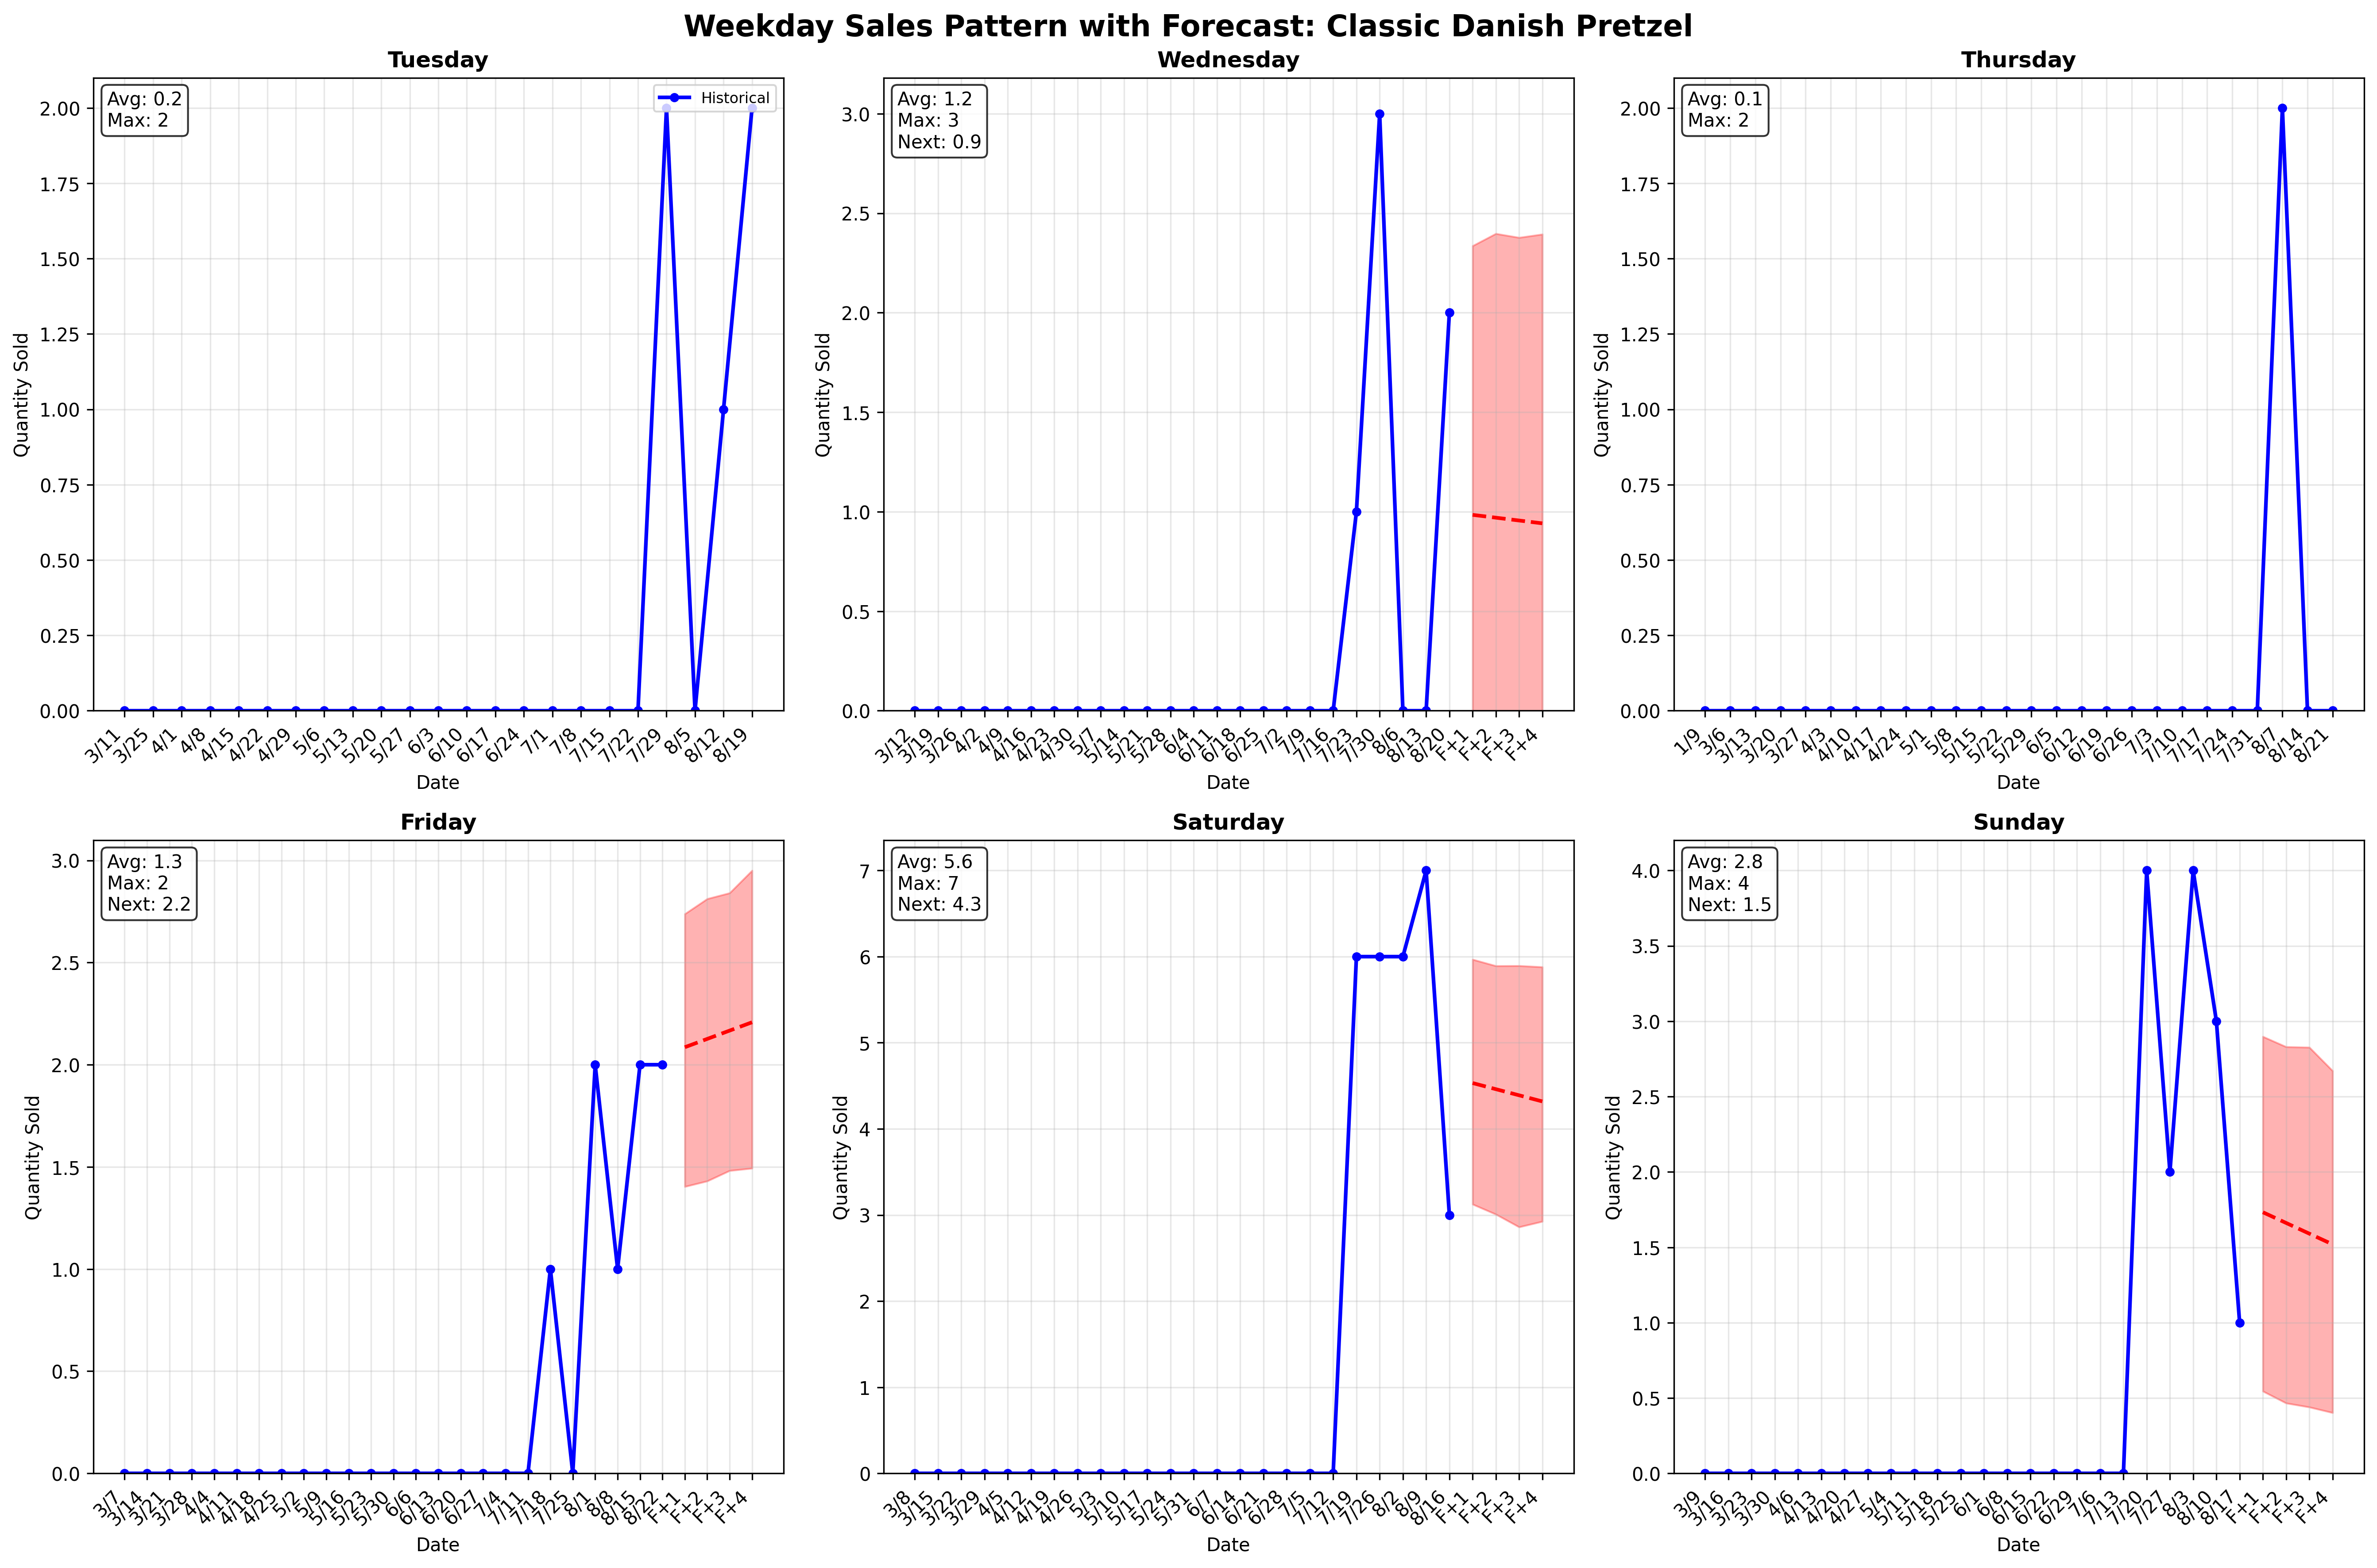 Weekday Sales Pattern with Forecast: Classic Danish Pretzel
Tuesday
Avg: 0.2
Max: 2
Historical
2.00
1.75
1.50
1.25
1.00
0.75
0.50
0.25
0.00
Quantity Sold
3/11 3/25 4/1 4/8 4/15 4/22 4/29 5/6 5/13 5/20 5/27 6/3 6/10 6/17 6/24 7/1 7/8 7/15 7/22 7/29 8/5 8/12 8/19
Date
Wednesday
Avg: 1.2
Max: 3
Next: 0.9
3.0
2.5
2.0
1.5
1.0
0.5
0.0
Quantity Sold
3/12 3/19 3/26 4/2 4/9 4/16 4/23 4/30 5/7 5/14 5/21 5/28 6/4 6/11 6/18 6/25 7/2 7/9 7/16 7/23 7/30 8/6 8/13 8/20 F+1 F+2 F+3 F+4
Date
Thursday
Avg: 0.1
Max: 2
2.00
1.75
1.50
1.25
1.00
0.75
0.50
0.25
0.00
Quantity Sold
1/9 3/6 3/13 3/20 3/27 4/3 4/10 4/17 4/24 5/1 5/8 5/15 5/22 5/29 6/5 6/12 6/19 6/26 7/3 7/10 7/17 7/24 7/31 8/7 8/14 8/21
Date
Friday
Avg: 1.3
Max: 2
Next: 2.2
3.0
2.5
2.0
1.5
1.0
0.5
0.0
Quantity Sold
3/7 3/14 3/21 3/28 4/4 4/11 4/18 4/25 5/2 5/9 5/16 5/23 5/30 6/6 6/13 6/20 6/27 7/4 7/11 7/18 7/25 8/1 8/8 8/15 8/22 F+1 F+2 F+3 F+4
Date
Saturday
Avg: 5.6
Max: 7
Next: 4.3
7
6
5
4
3
2
1
0
Quantity Sold
3/8 3/15 3/22 3/29 4/5 4/12 4/19 4/26 5/3 5/10 5/17 5/24 5/31 6/7 6/14 6/21 6/28 7/5 7/12 7/19 7/26 8/2 8/9 8/16 F+1 F+2 F+3 F+4
Date
Sunday
Avg: 2.8
Max: 4
Next: 1.5
4.0
3.5
3.0
2.5
2.0
1.5
1.0
0.5
0.0
Quantity Sold
3/9 3/16 3/23 3/30 4/6 4/13 4/20 4/27 5/4 5/11 5/18 5/25 6/1 6/8 6/15 6/22 6/29 7/6 7/13 7/20 7/27 8/3 8/10 8/17 F+1 F+2 F+3 F+4
Date